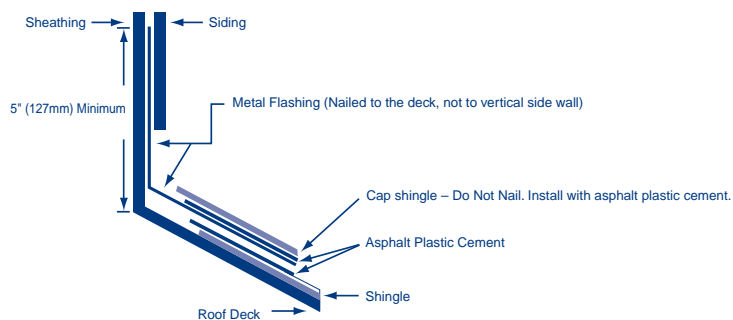 Sheathing
Siding
5" (127mm) Minimum
Metal Flashing (Nailed to the deck, not to vertical side wall)
Cap shingle – Do Not Nail. Install with asphalt plastic cement.
Asphalt Plastic Cement
Shingle
Roof Deck